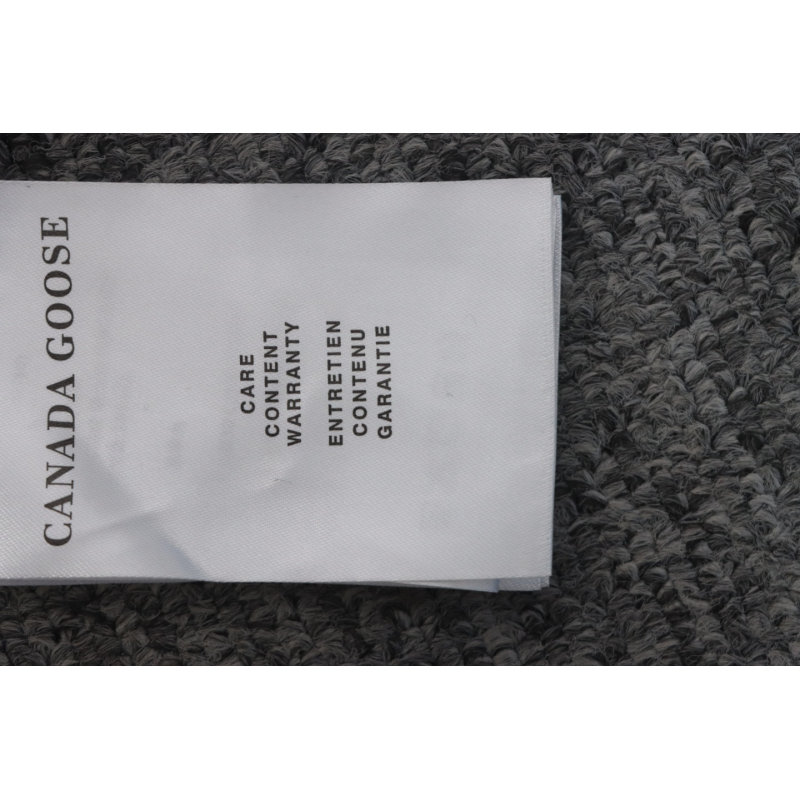 CANADA GOOSE
CARE
CONTENT
WARRANTY
ENTRETIEN
CONTENU
GARANTIE